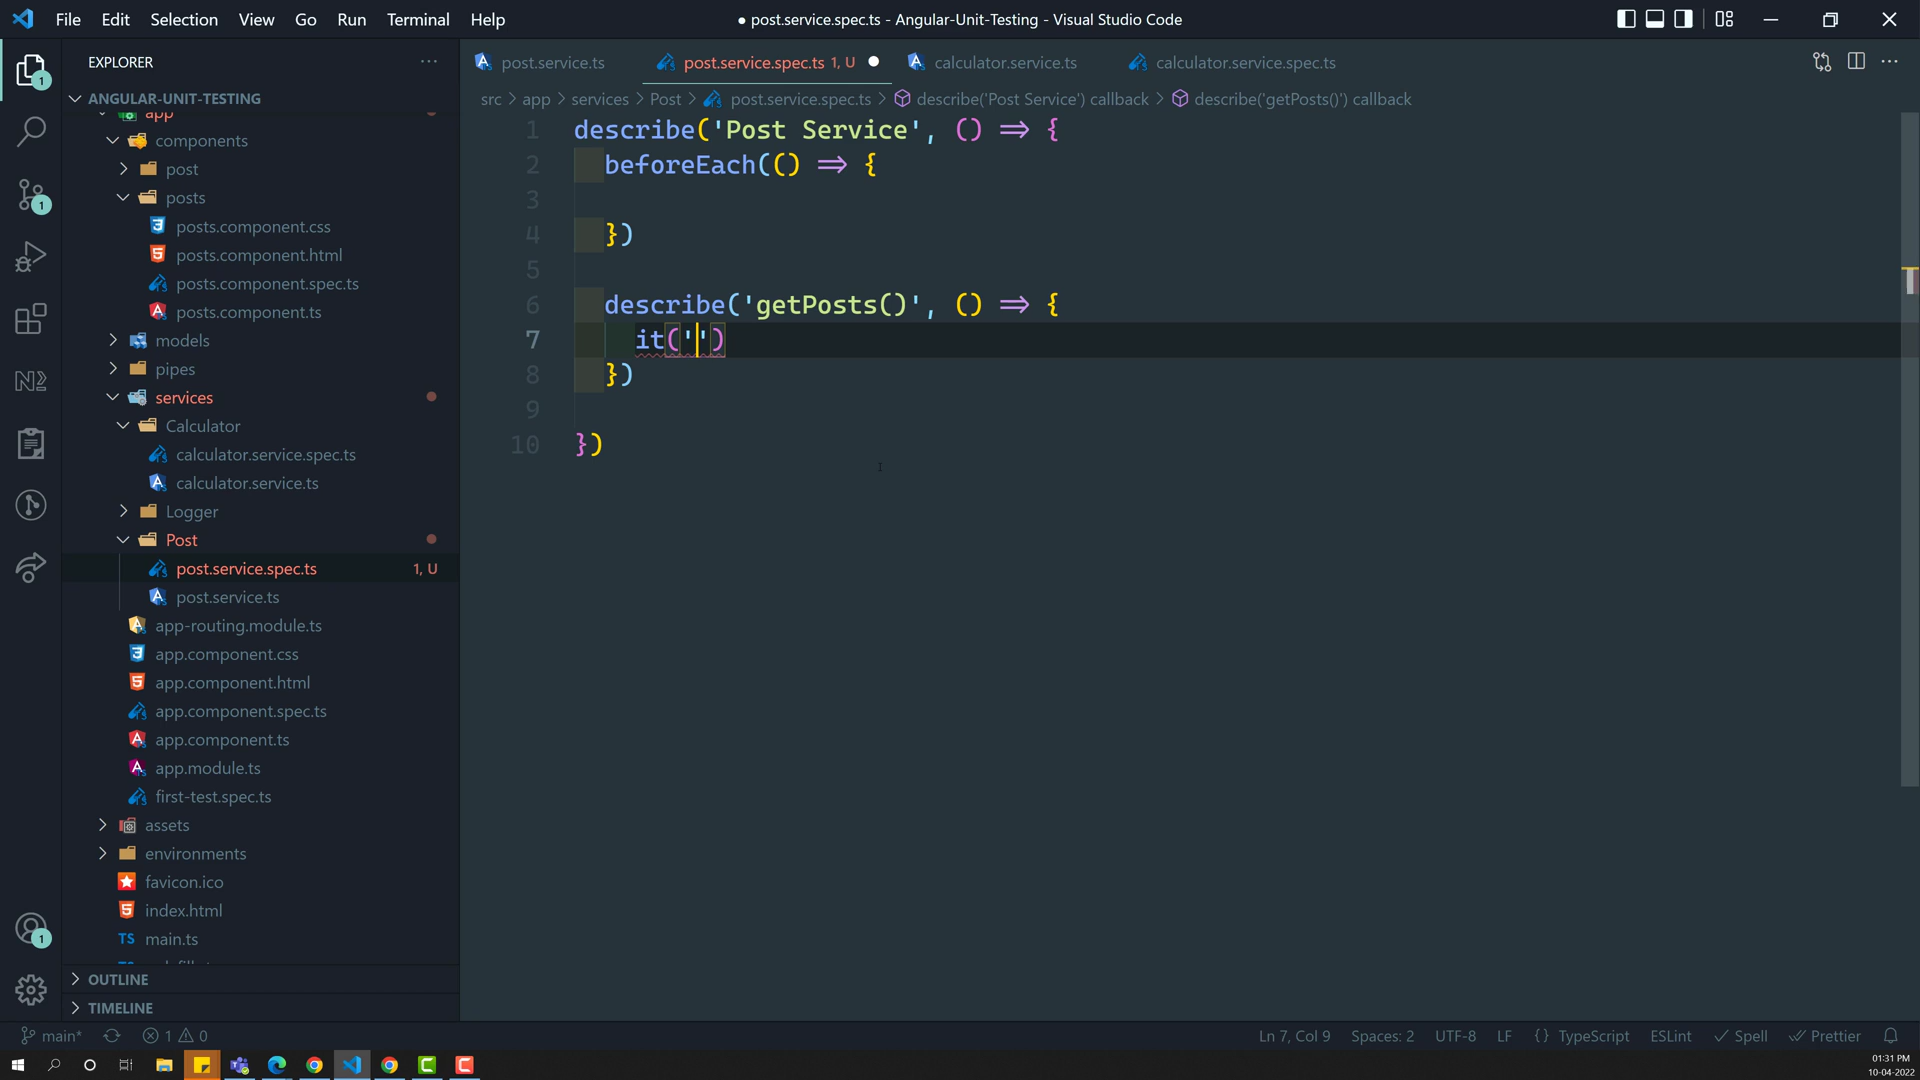 File Edit Selection View Go Run Terminal Help
● post.service.spec.ts - Angular-Unit-Testing - Visual Studio Code
EXPLORER
ANGULAR-UNIT-TESTING
app
components
post
posts
posts.component.css
posts.component.html
posts.component.spec.ts
posts.component.ts
models
pipes
services
Calculator
calculator.service.spec.ts
calculator.service.ts
Logger
Post
post.service.spec.ts 1, U
post.service.ts
app-routing.module.ts
app.component.css
app.component.html
app.component.spec.ts
app.component.ts
app.module.ts
first-test.spec.ts
assets
environments
favicon.ico
index.html
TS main.ts
OUTLINE
TIMELINE
1
1
1
post.service.ts post.service.spec.ts 1, U calculator.service.ts calculator.service.spec.ts
src > app > services > Post > post.service.spec.ts > describe('Post Service') callback > describe('getPosts()') callback
1 describe('Post Service', () => {
2 beforeEach(() => {
3
4 })
5
6 describe('getPosts()', () => {
7 it('')
8 })
9
10 })
main* 1 0 Ln 7, Col 9 Spaces: 2 UTF-8 LF {} TypeScript ESLint Spell Prettier
01:31 PM
10-04-2022